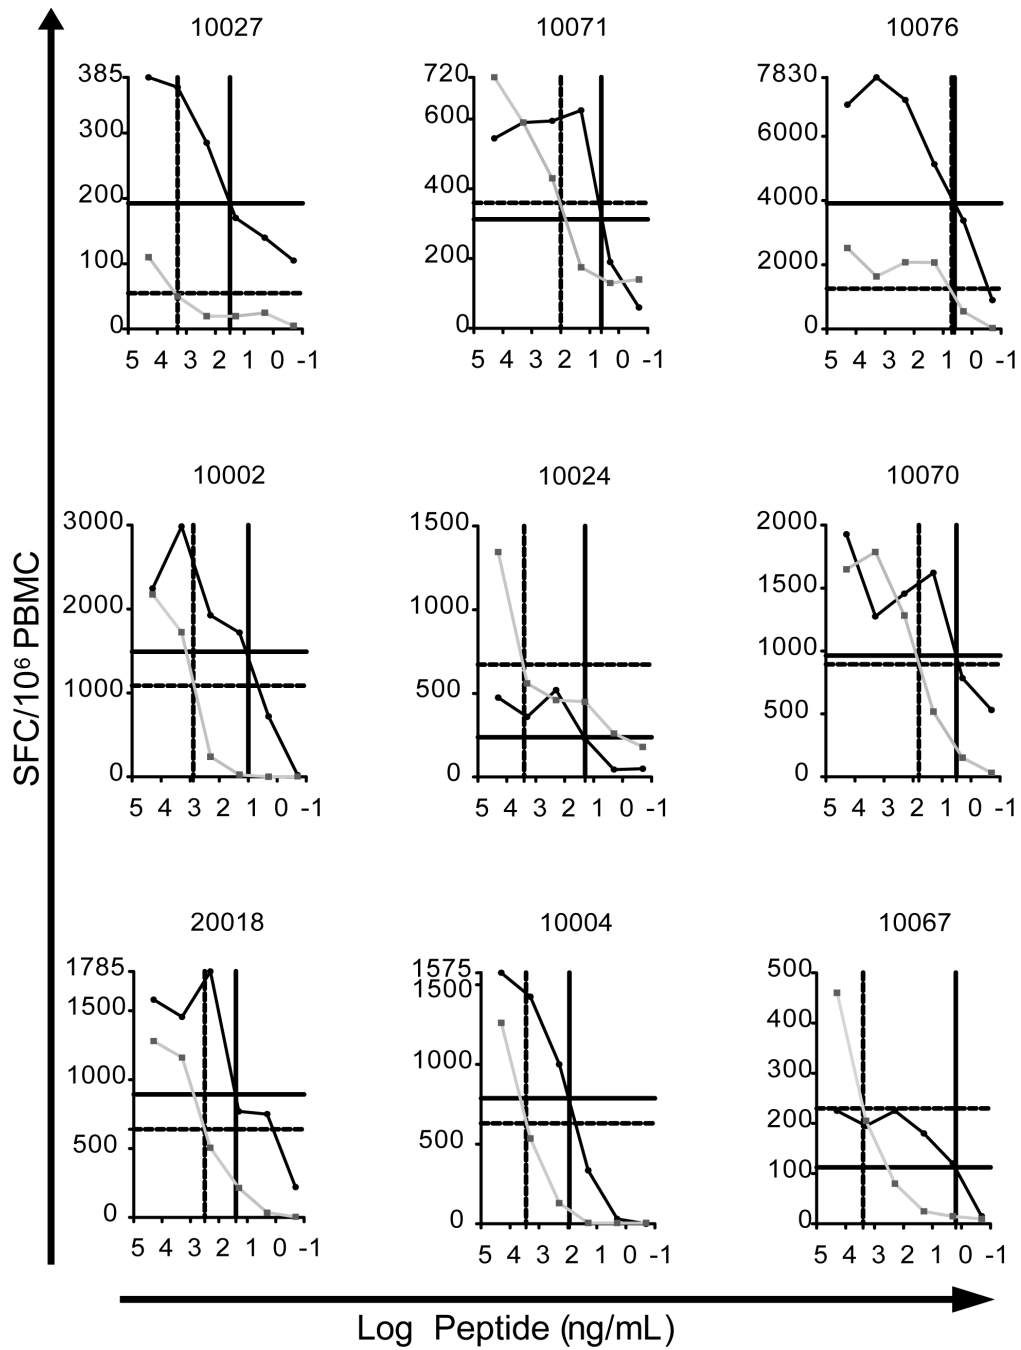 10027 10071 10076
385 720 7830
300 600 6000
200 400 4000
100 200 2000
0 0 0
5 4 3 2 1 0 -1 5 4 3 2 1 0 -1 5 4 3 2 1 0 -1
10002 10024 10070
3000 1500 2000
2000 1000 1500
1000 500 1000
0 0 500
0
5 4 3 2 1 0 -1 5 4 3 2 1 0 -1 5 4 3 2 1 0 -1
SFC/10⁶ PBMC
20018 10004 10067
1785 1575 500
1500 1500 400
1000 1000 300
500 500 200
0 0 100
0
5 4 3 2 1 0 -1 5 4 3 2 1 0 -1 5 4 3 2 1 0 -1
Log Peptide (ng/mL)